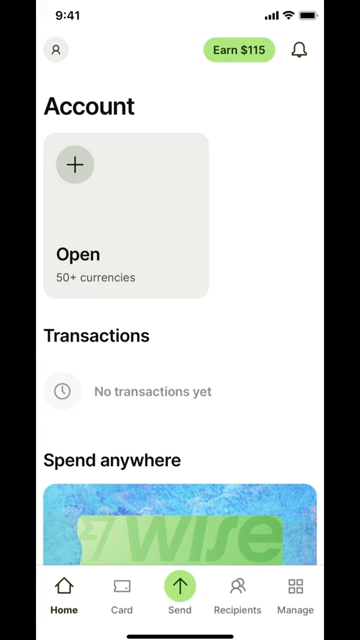 9:41
Earn $115
Account
Open
50+ currencies
Transactions
No transactions yet
Spend anywhere
wise
Home
Card
Send
Recipients
Manage